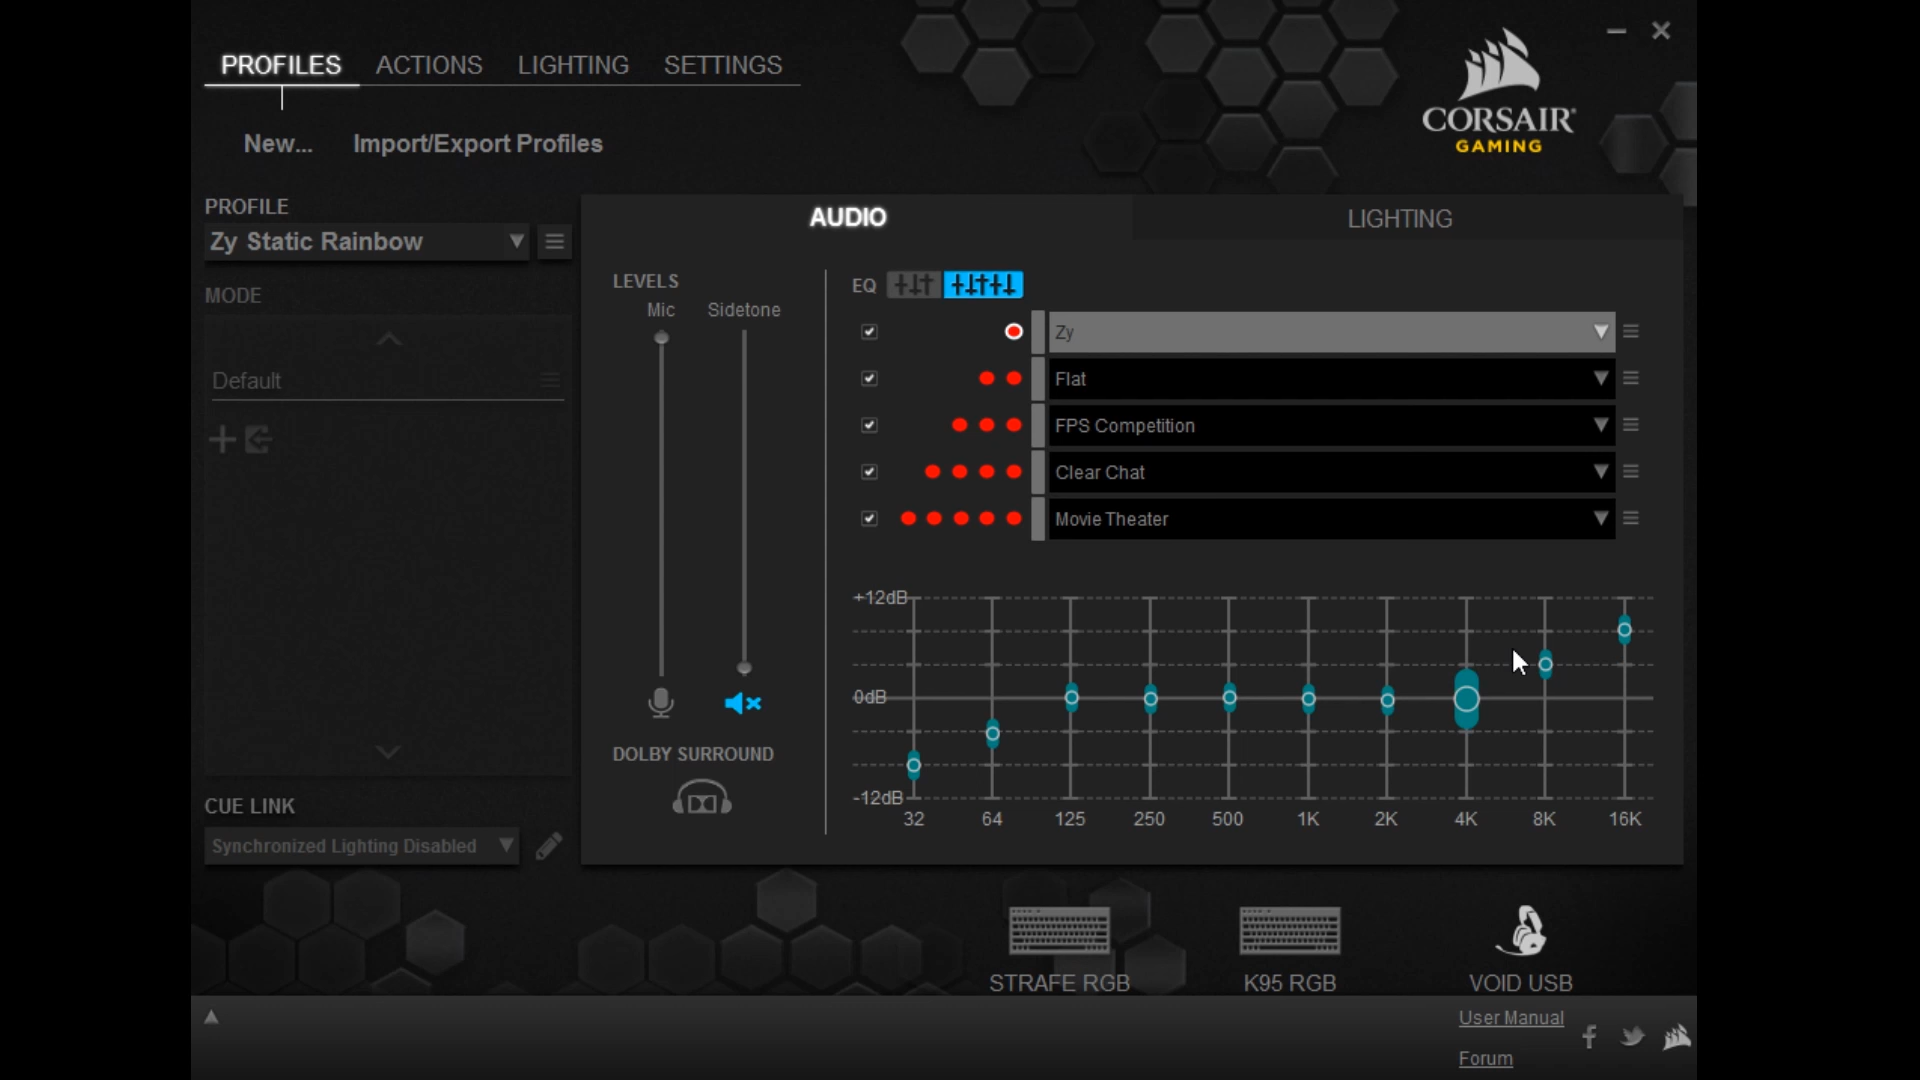 PROFILES ACTIONS LIGHTING SETTINGS
New... Import/Export Profiles
CORSAIR
GAMING
PROFILE
Zy Static Rainbow
MODE
Default
CUE LINK
Synchronized Lighting Disabled
AUDIO LIGHTING
LEVELS
Mic Sidetone
DOLBY SURROUND
EQ
Zy
Flat
FPS Competition
Clear Chat
Movie Theater
+12dB
0dB
-12dB
32 64 125 250 500 1K 2K 4K 8K 16K
STRAFE RGB K95 RGB VOID USB
User Manual
Forum